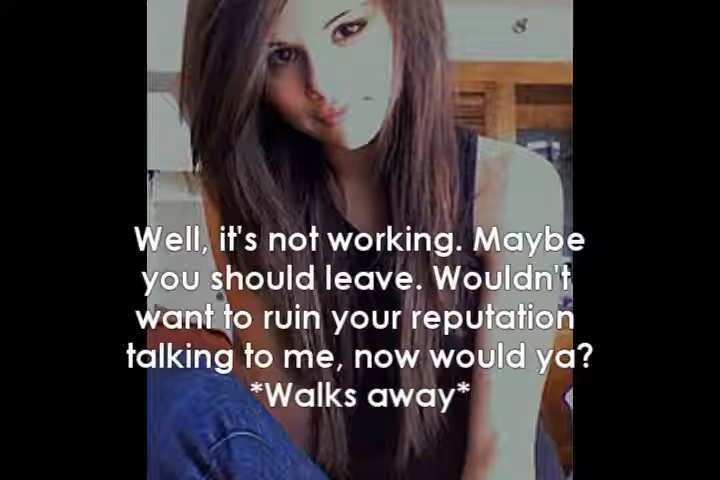 Well, it's not working. Maybe
you should leave. Wouldn't
want to ruin your reputation
talking to me, now would ya?
*Walks away*